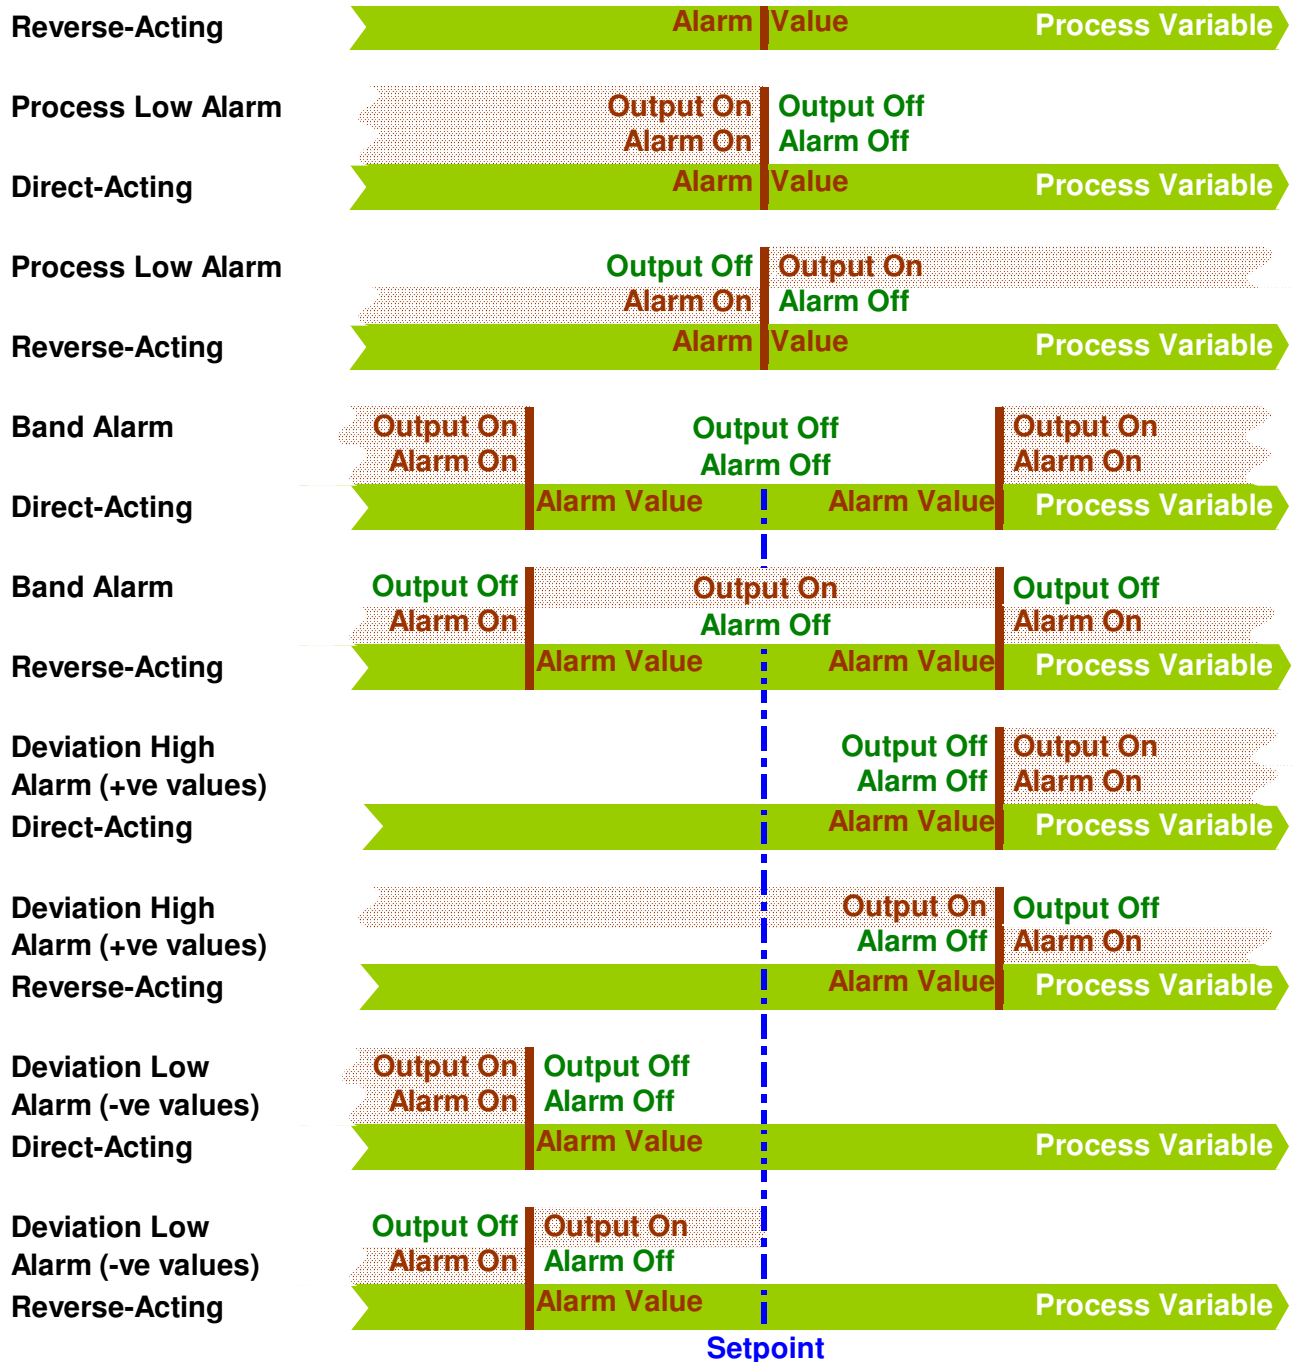 Reverse-Acting Alarm Value Process Variable
Process Low Alarm Output On Output Off
Alarm On Alarm Off
Direct-Acting Alarm Value Process Variable
Process Low Alarm Output Off Output On
Alarm On Alarm Off
Reverse-Acting Alarm Value Process Variable
Band Alarm Output On Output Off Output On
Alarm On Alarm Off Alarm On
Direct-Acting Alarm Value Alarm Value Process Variable
Band Alarm Output Off Output On Output Off
Alarm On Alarm Off Alarm On
Reverse-Acting Alarm Value Alarm Value Process Variable
Deviation High Output Off Output On
Alarm (+ve values) Alarm Off Alarm On
Direct-Acting Alarm Value Process Variable
Deviation High Output On Output Off
Alarm (+ve values) Alarm Off Alarm On
Reverse-Acting Alarm Value Process Variable
Deviation Low Output On Output Off
Alarm (-ve values) Alarm On Alarm Off
Direct-Acting Alarm Value Process Variable
Deviation Low Output Off Output On
Alarm (-ve values) Alarm On Alarm Off
Reverse-Acting Alarm Value Process Variable
Setpoint